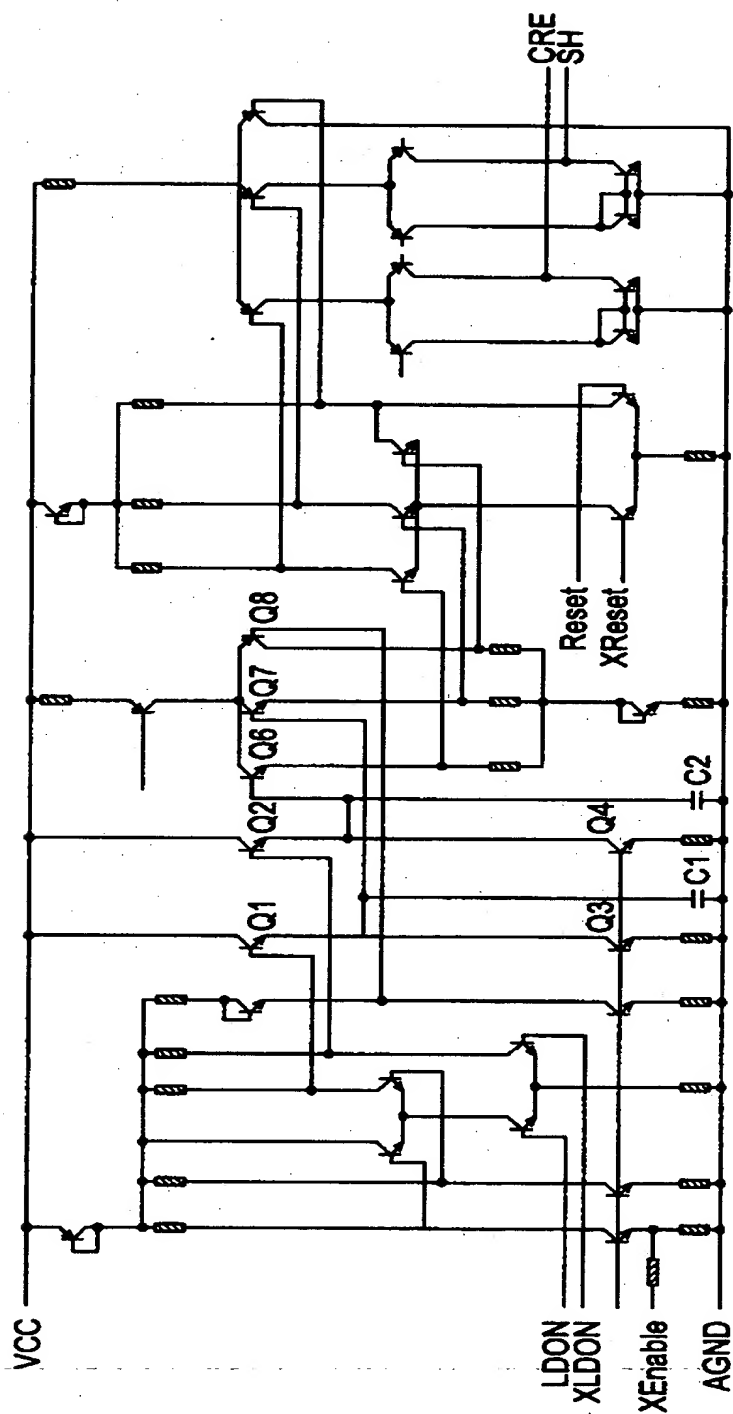 VCC
LDON
XLDON
XEnable
AGND
Q1
Q2
Q6
Q7
Q8
Q3
Q4
C1
C2
Reset
XReset
CRE
SH